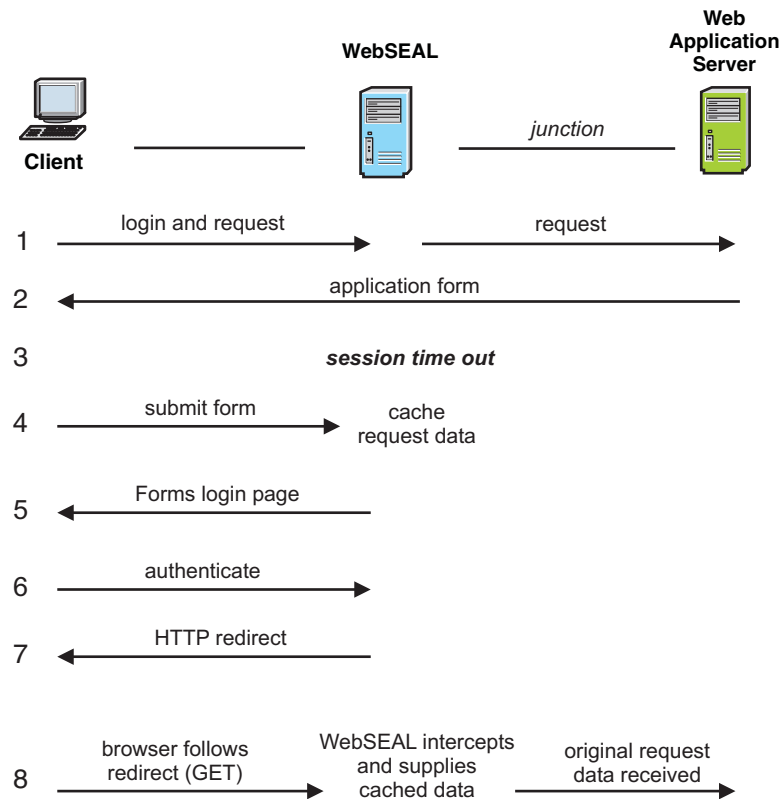 Web
Application
Server
WebSEAL
junction
Client
1
login and request
request
2
application form
3
session time out
4
submit form
cache
request data
5
Forms login page
6
authenticate
7
HTTP redirect
8
browser follows
redirect (GET)
WebSEAL intercepts
and supplies
cached data
original request
data received